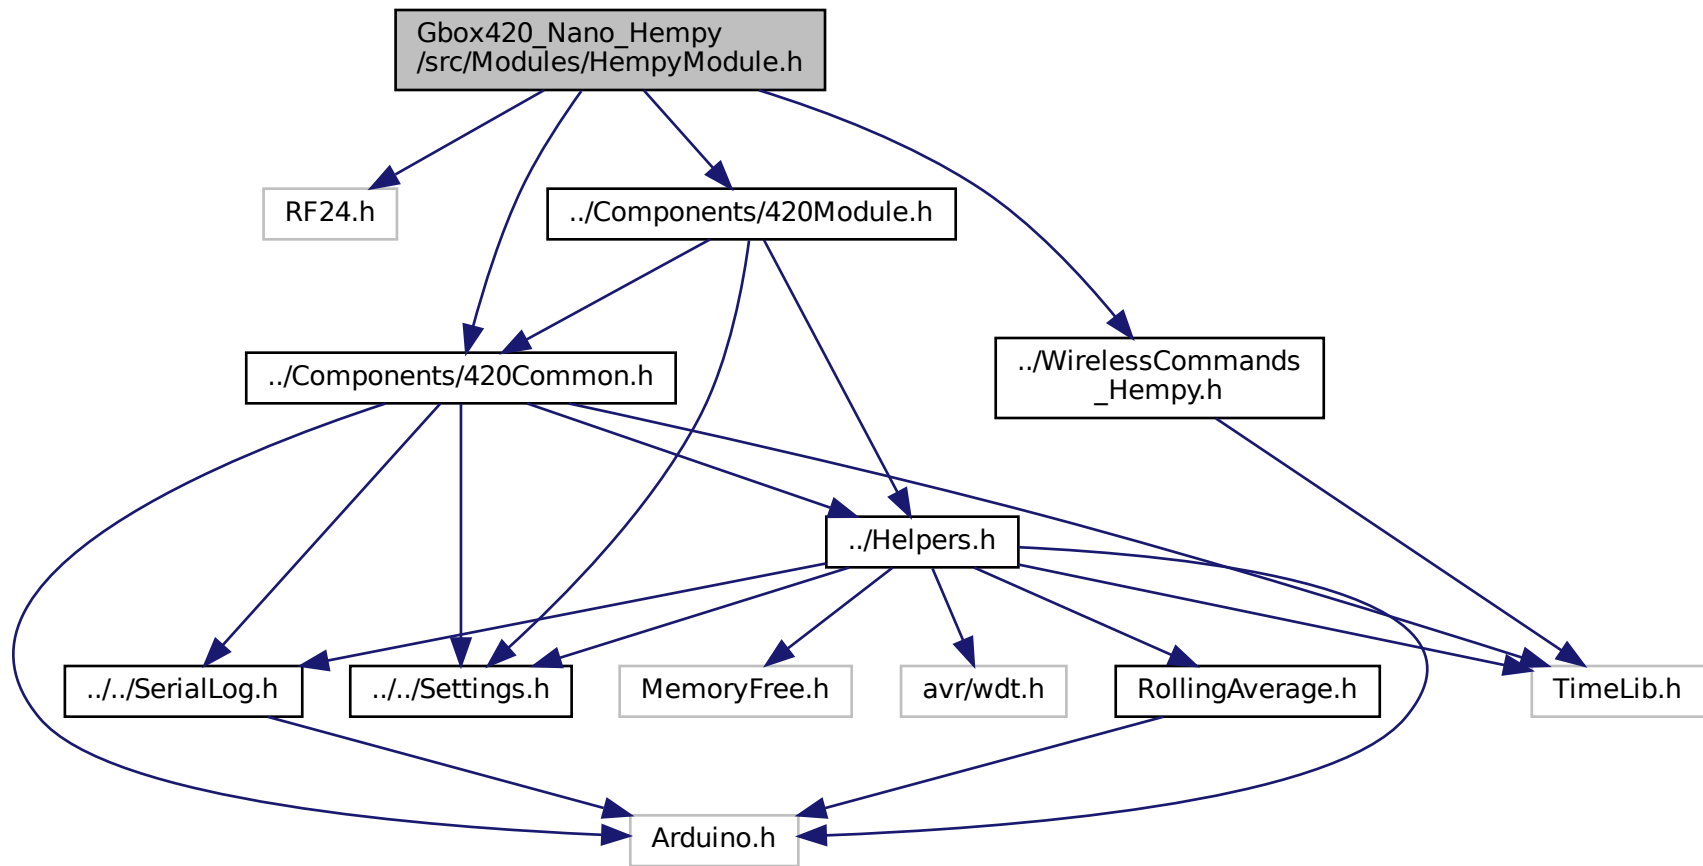 Gbox420_Nano_Hempy
/src/Modules/HempyModule.h
RF24.h
../Components/420Module.h
../Components/420Common.h
../WirelessCommands
_Hempy.h
../Helpers.h
../../SerialLog.h
../../Settings.h
MemoryFree.h
avr/wdt.h
RollingAverage.h
TimeLib.h
Arduino.h